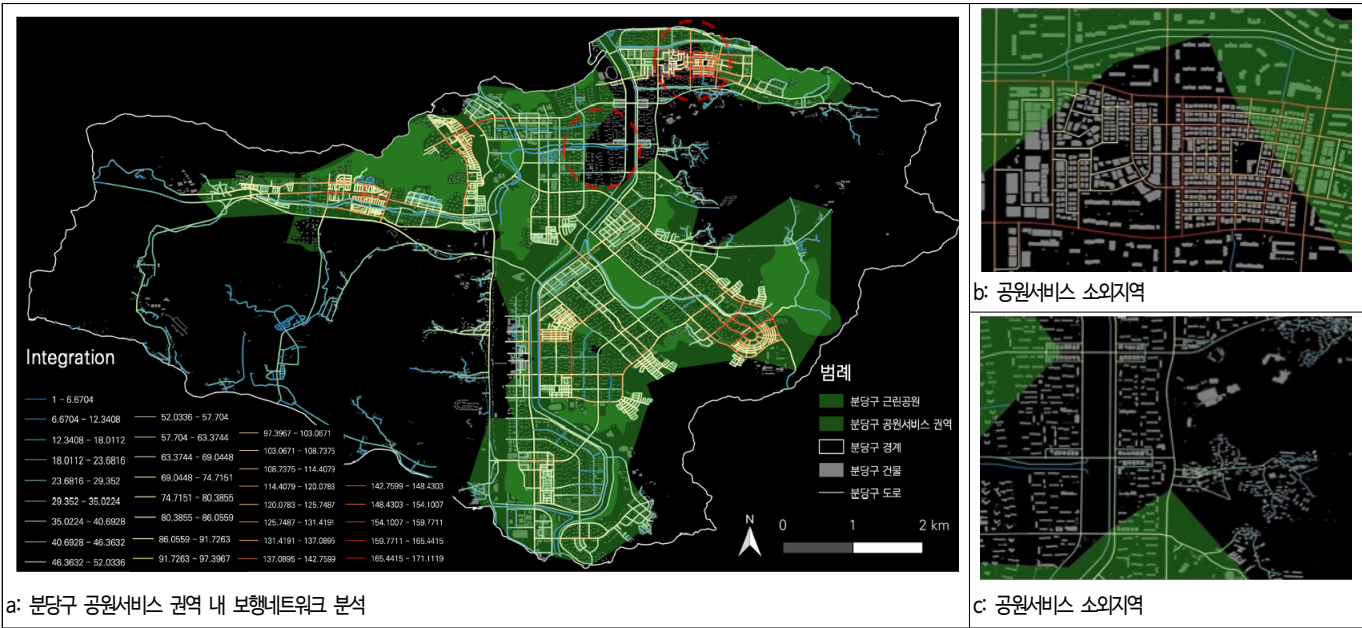 Integration
1 - 6.6704
6.6704 - 12.3408
12.3408 - 18.0112
18.0112 - 23.6816
23.6816 - 29.352
29.352 - 35.0224
35.0224 - 40.6928
40.6928 - 46.3632
46.3632 - 52.0336
52.0336 - 57.704
57.704 - 63.3744
63.3744 - 69.0448
69.0448 - 74.7151
74.7151 - 80.3855
80.3855 - 86.0559
86.0559 - 91.7263
91.7263 - 97.3967
97.3967 - 103.0671
103.0671 - 108.7375
108.7375 - 114.4079
114.4079 - 120.0783
120.0783 - 125.7487
125.7487 - 131.4191
131.4191 - 137.0895
137.0895 - 142.7599
142.7599 - 148.4303
148.4303 - 154.1007
154.1007 - 159.7711
159.7711 - 165.4415
165.4415 - 171.1119
범례
분당구 근린공원
분당구 공원서비스 권역
분당구 경계
분당구 건물
분당구 도로
N
0 1 2 km
a: 분당구 공원서비스 권역 내 보행네트워크 분석
b: 공원서비스 소외지역
c: 공원서비스 소외지역